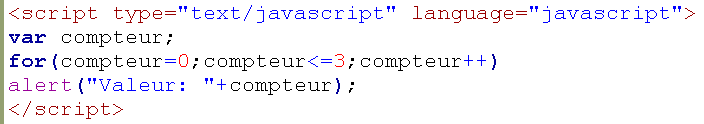 <script type="text/javascript" language="javascript">
var compteur;
for(compteur=0;compteur<=3;compteur++)
alert("Valeur: "+compteur);
</script>